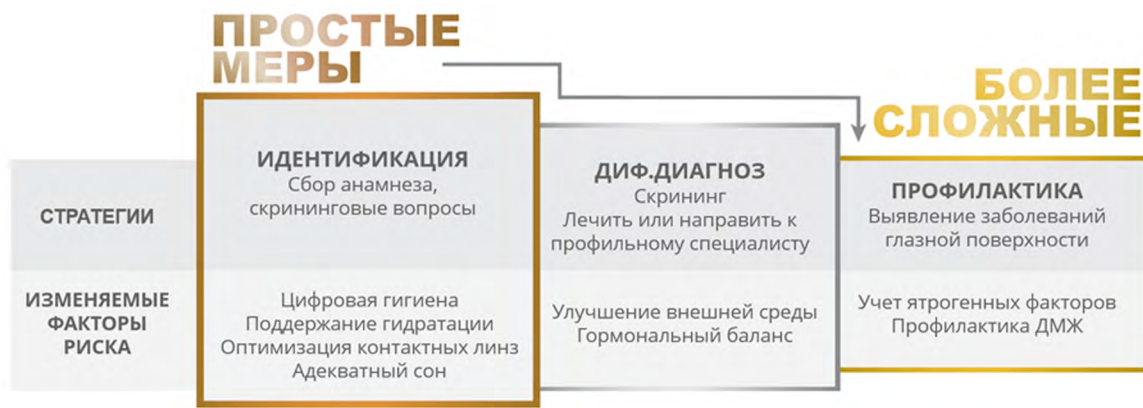 ПРОСТЫЕ
МЕРЫ
БОЛЕЕ
СЛОЖНЫЕ
СТРАТЕГИИ
ИДЕНТИФИКАЦИЯ
Сбор анамнеза,
скрининговые вопросы
ДИФ.ДИАГНОЗ
Скрининг
Лечить или направить к
профильному специалисту
ПРОФИЛАКТИКА
Выявление заболеваний
глазной поверхности
ИЗМЕНЯЕМЫЕ
ФАКТОРЫ
РИСКА
Цифровая гигиена
Поддержание гидратации
Оптимизация контактных линз
Адекватный сон
Улучшение внешней среды
Гормональный баланс
Учет ятрогенных факторов
Профилактика ДМЖ